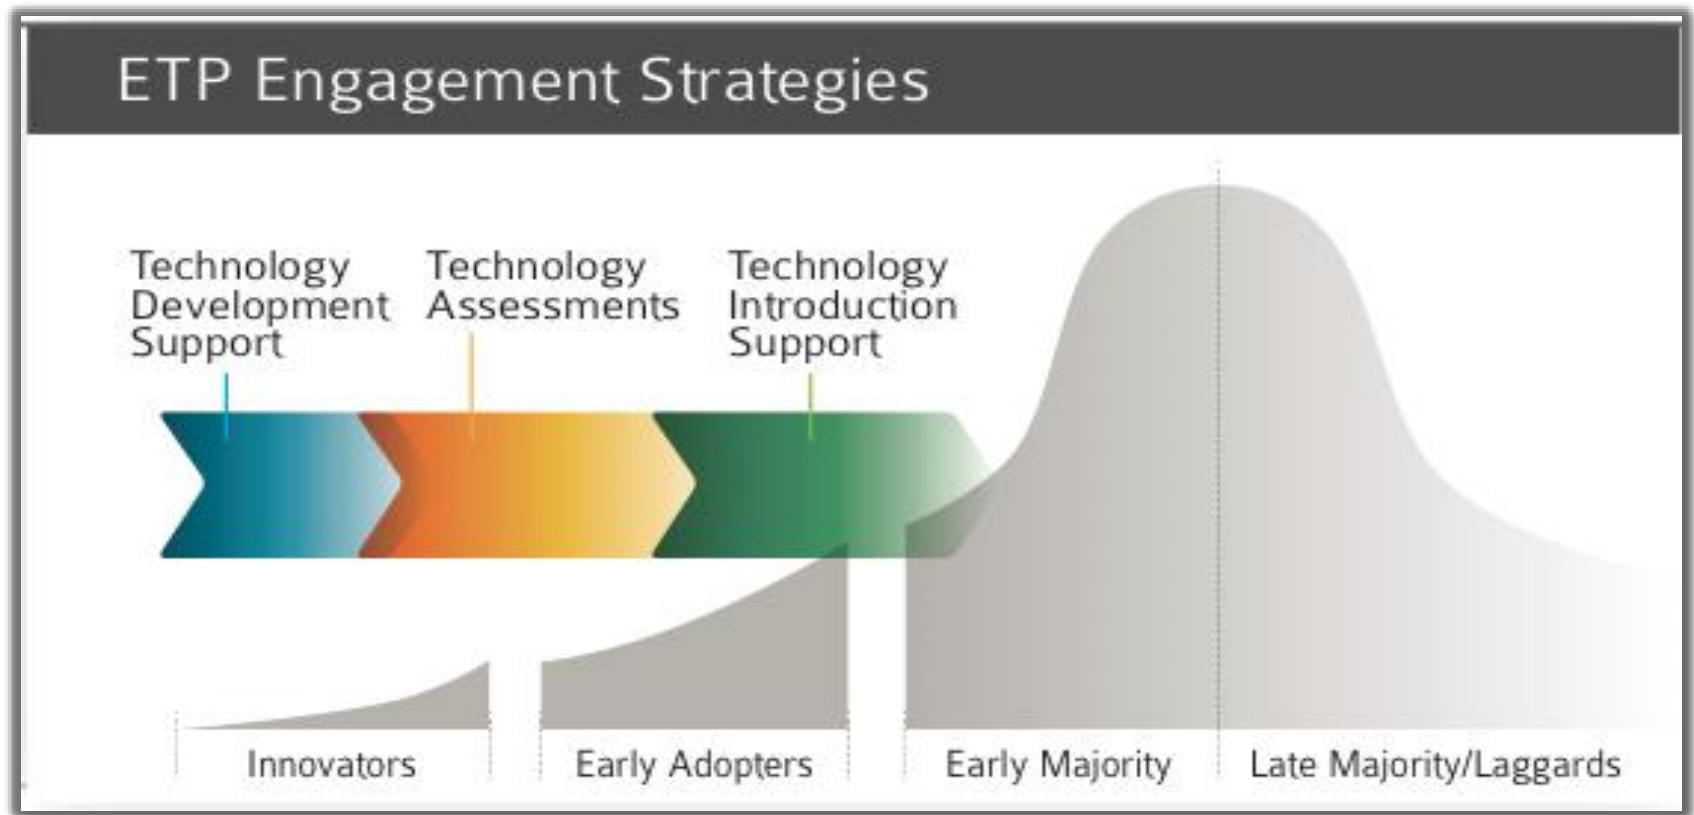 ETP Engagement Strategies
Technology
Development
Support
Technology
Assessments
Technology
Introduction
Support
Innovators
Early Adopters
Early Majority
Late Majority/Laggards